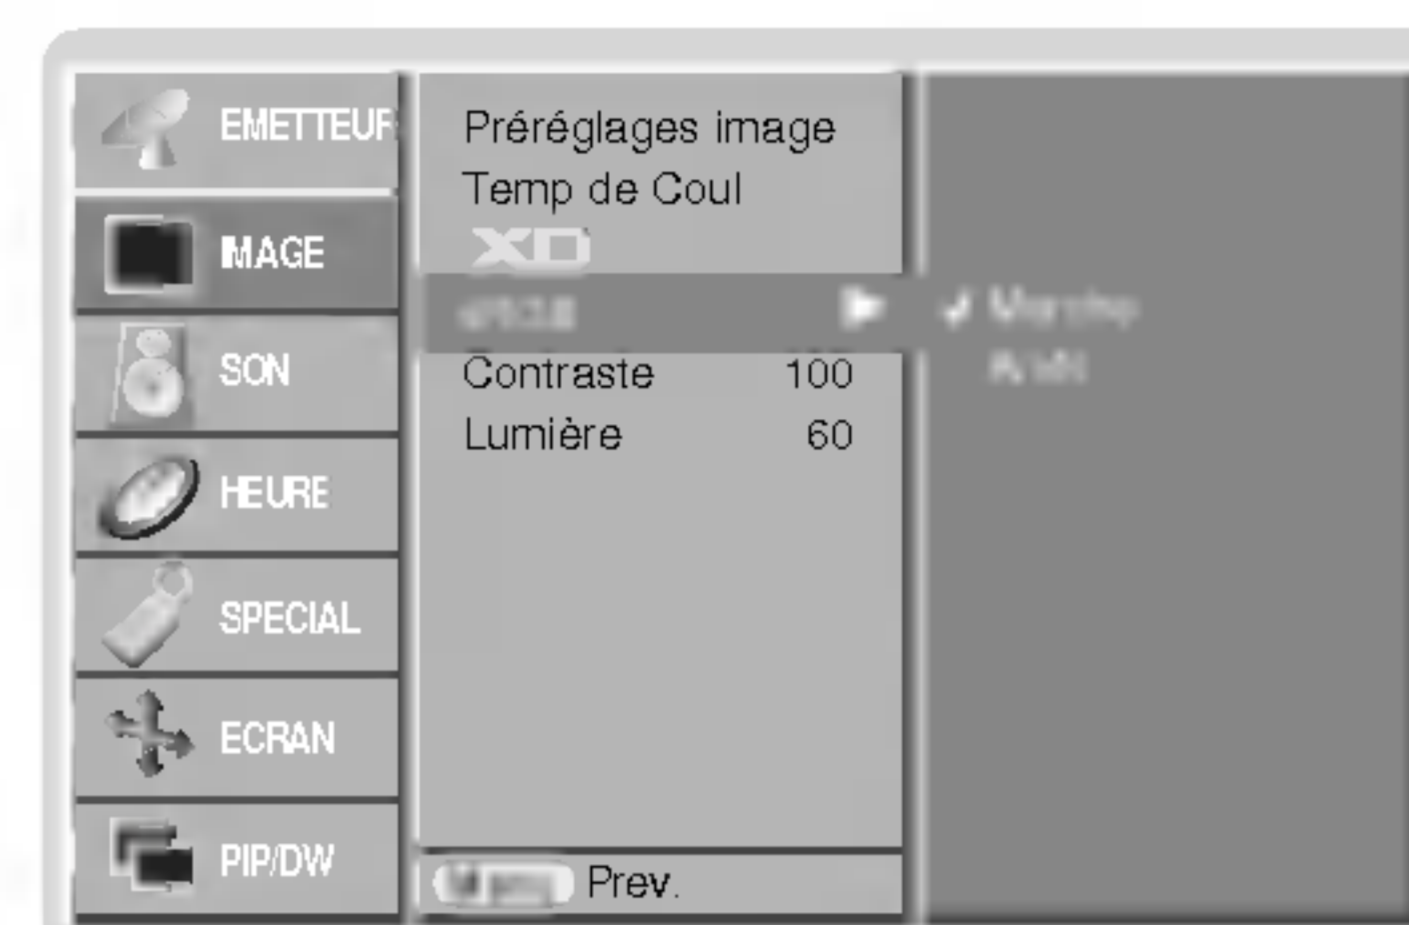 EMETTEUR
IMAGE
SON
HEURE
SPECIAL
ECRAN
PIP/DW
Préréglages image
Temp de Coul
XD
Contraste 100
Lumière 60
Prev.